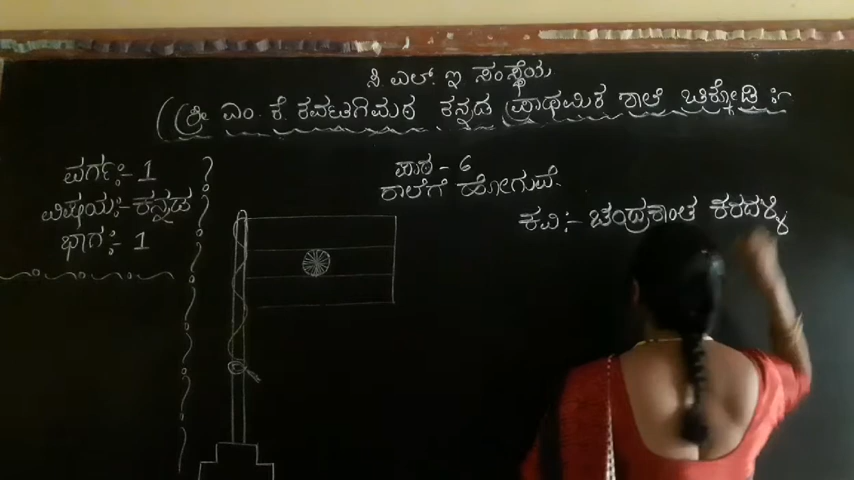 ಸಿ ಎಲ್. ಇ ಸಂಸ್ಥೆಯ
ಶ್ರೀ ಎಂ. ಕೆ. ಕವಟಗಿಮಠ ಕನ್ನಡ ಪ್ರಾಥಮಿಕ ಶಾಲೆ ಚಿಕ್ಕೋಡಿ :-
ವರ್ಗ:- 1
ವಿಷಯ:- ಕನ್ನಡ
ಭಾಗ:- 1
ಪಾಠ - 6
ಶಾಲೆಗೆ ಹೋಗುವೆ.
ಕವಿ:- ಚಂದ್ರಕಾಂತ ಕರದಳ್ಳಿ